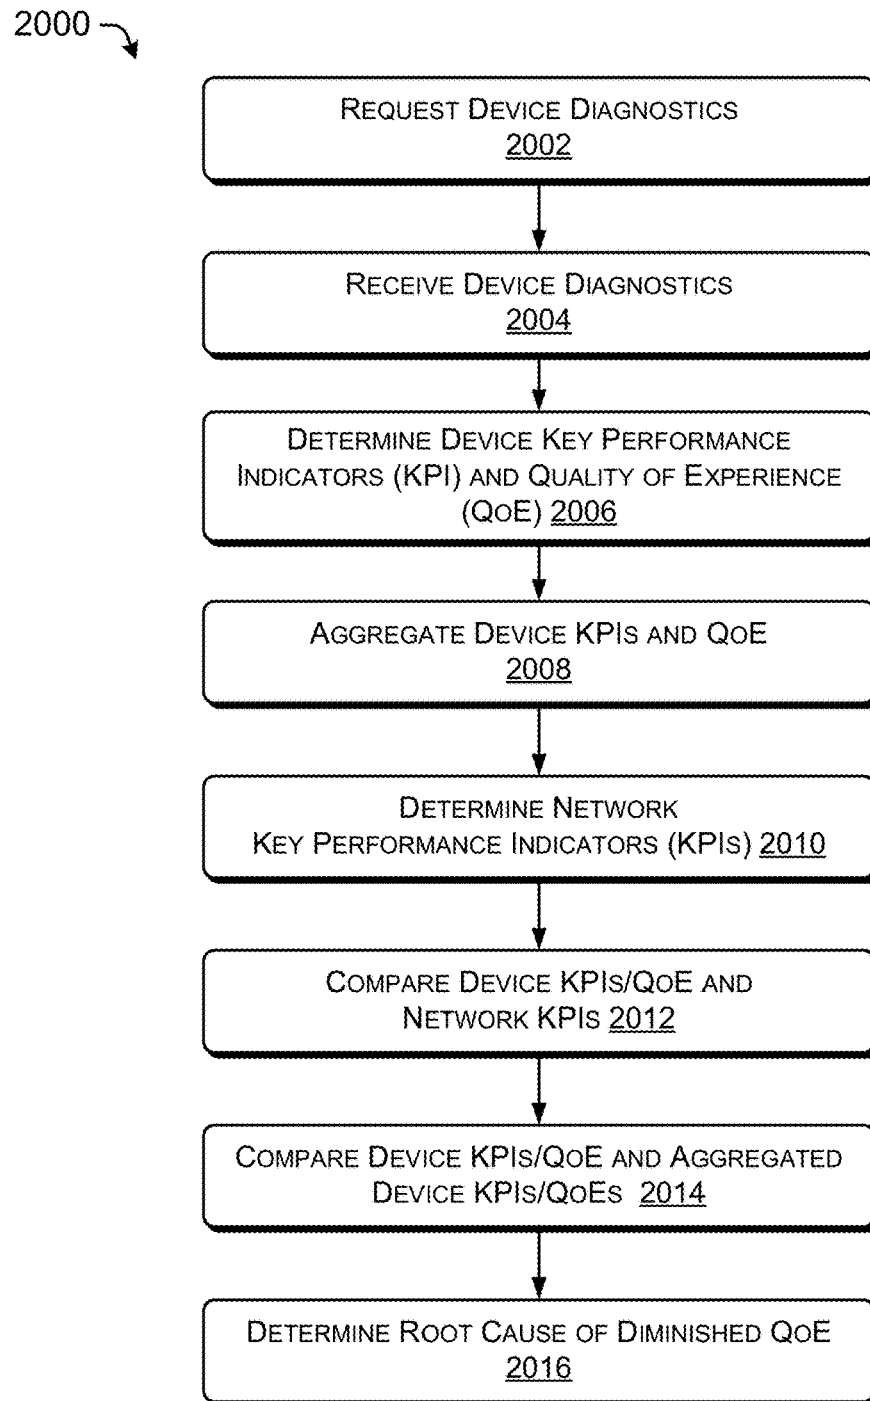 2000
REQUEST DEVICE DIAGNOSTICS
2002
RECEIVE DEVICE DIAGNOSTICS
2004
DETERMINE DEVICE KEY PERFORMANCE
INDICATORS (KPI) AND QUALITY OF EXPERIENCE
(QOE) 2006
AGGREGATE DEVICE KPIS AND QOE
2008
DETERMINE NETWORK
KEY PERFORMANCE INDICATORS (KPIS) 2010
COMPARE DEVICE KPIS/QOE AND
NETWORK KPIS 2012
COMPARE DEVICE KPIS/QOE AND AGGREGATED
DEVICE KPIS/QOES 2014
DETERMINE ROOT CAUSE OF DIMINISHED QOE
2016